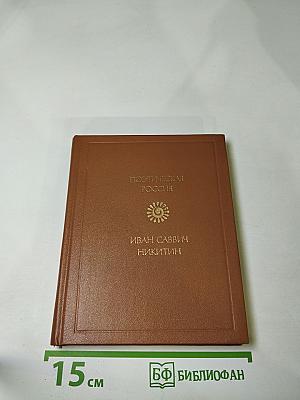 ПОЭТИЧЕСКАЯ
РОССИЯ
ИВАН САВВИЧ
НИКИТИН
15 см
БФ БИБЛИОФАН